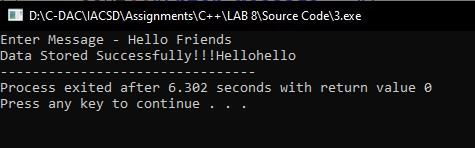 D:\C-DAC\IACSD\Assignments\C++\LAB 8\Source Code\3.exe
Enter Message - Hello Friends
Data Stored Successfully!!!Hellohello
--------------------------------
Process exited after 6.302 seconds with return value 0
Press any key to continue . . .